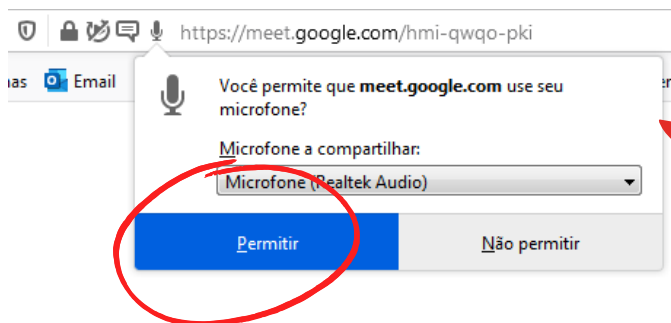 https://meet.google.com/hmi-qwqo-pki
as Email
Você permite que meet.google.com use seu
microfone?
Microfone a compartilhar:
Microfone (Realtek Audio)
Permitir Não permitir